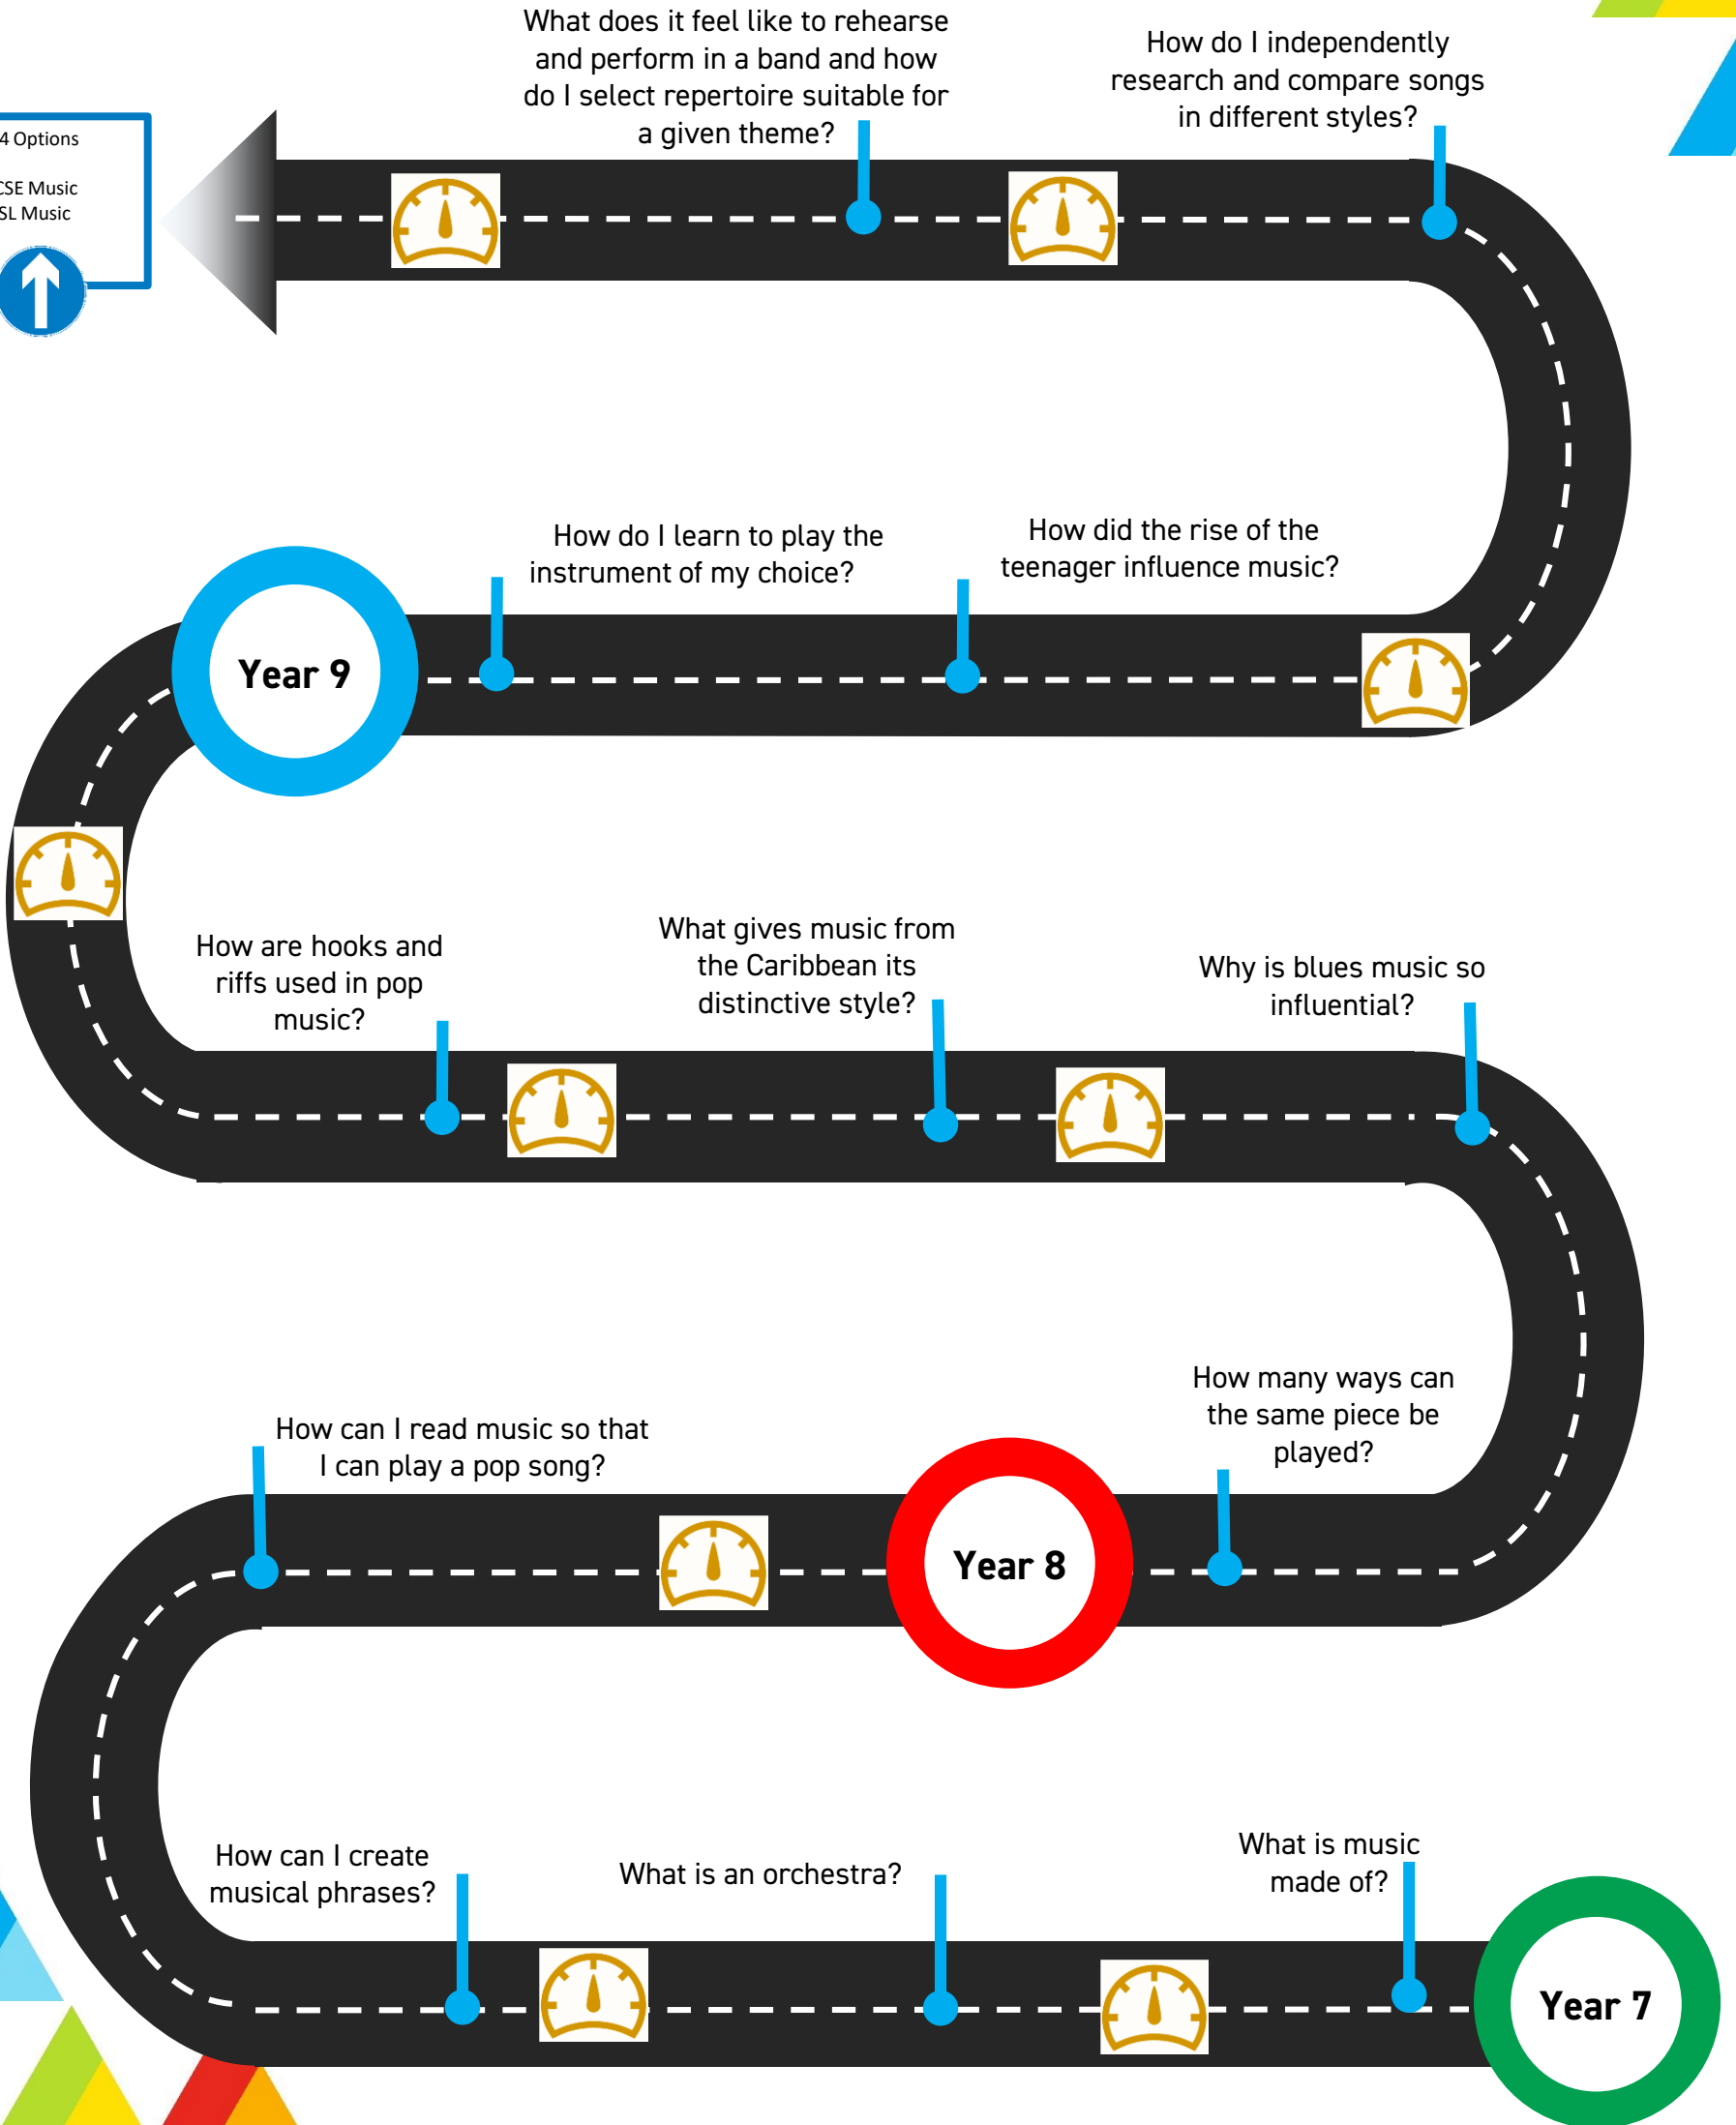 What does it feel like to rehearse
and perform in a band and how
do I select repertoire suitable for
a given theme?
How do I independently
research and compare songs
in different styles?
4 Options
CSE Music
SL Music
How do I learn to play the
instrument of my choice?
How did the rise of the
teenager influence music?
Year 9
How are hooks and
riffs used in pop
music?
What gives music from
the Caribbean its
distinctive style?
Why is blues music so
influential?
How can I read music so that
I can play a pop song?
How many ways can
the same piece be
played?
Year 8
How can I create
musical phrases?
What is an orchestra?
What is music
made of?
Year 7